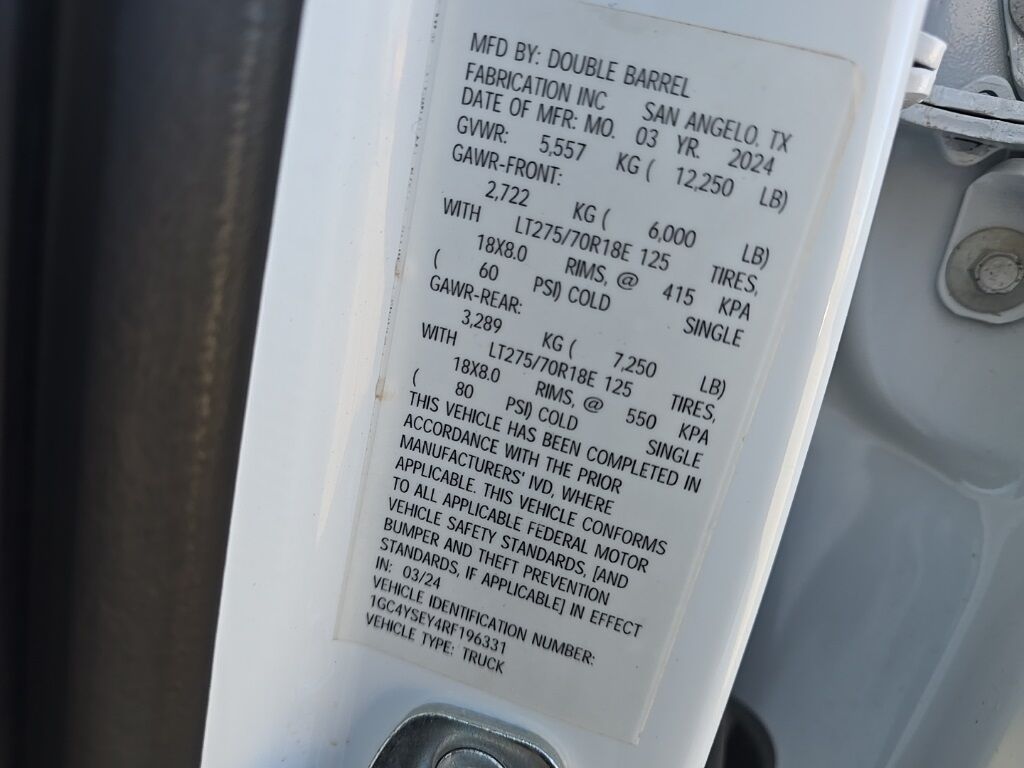 MFD BY: DOUBLE BARREL
FABRICATION INC SAN ANGELO, TX
DATE OF MFR: MO. 03 YR. 2024
GVWR: 5,557 KG ( 12,250 LB)
GAWR-FRONT:
2,722 KG ( 6,000 LB)
WITH LT275/70R18E 125 TIRES,
18X8.0 RIMS, @ 415 KPA
( 60 PSI) COLD SINGLE
GAWR-REAR:
3,289 KG ( 7,250 LB)
WITH LT275/70R18E 125 TIRES,
18X8.0 RIMS, @ 550 KPA
( 80 PSI) COLD SINGLE
THIS VEHICLE HAS BEEN COMPLETED IN
ACCORDANCE WITH THE PRIOR
MANUFACTURERS' IVD, WHERE
APPLICABLE. THIS VEHICLE CONFORMS
TO ALL APPLICABLE FEDERAL MOTOR
VEHICLE SAFETY STANDARDS, [AND
BUMPER AND THEFT PREVENTION
STANDARDS, IF APPLICABLE] IN EFFECT
IN: 03/24
VEHICLE IDENTIFICATION NUMBER:
1GC4YSEY4RF196331
VEHICLE TYPE: TRUCK